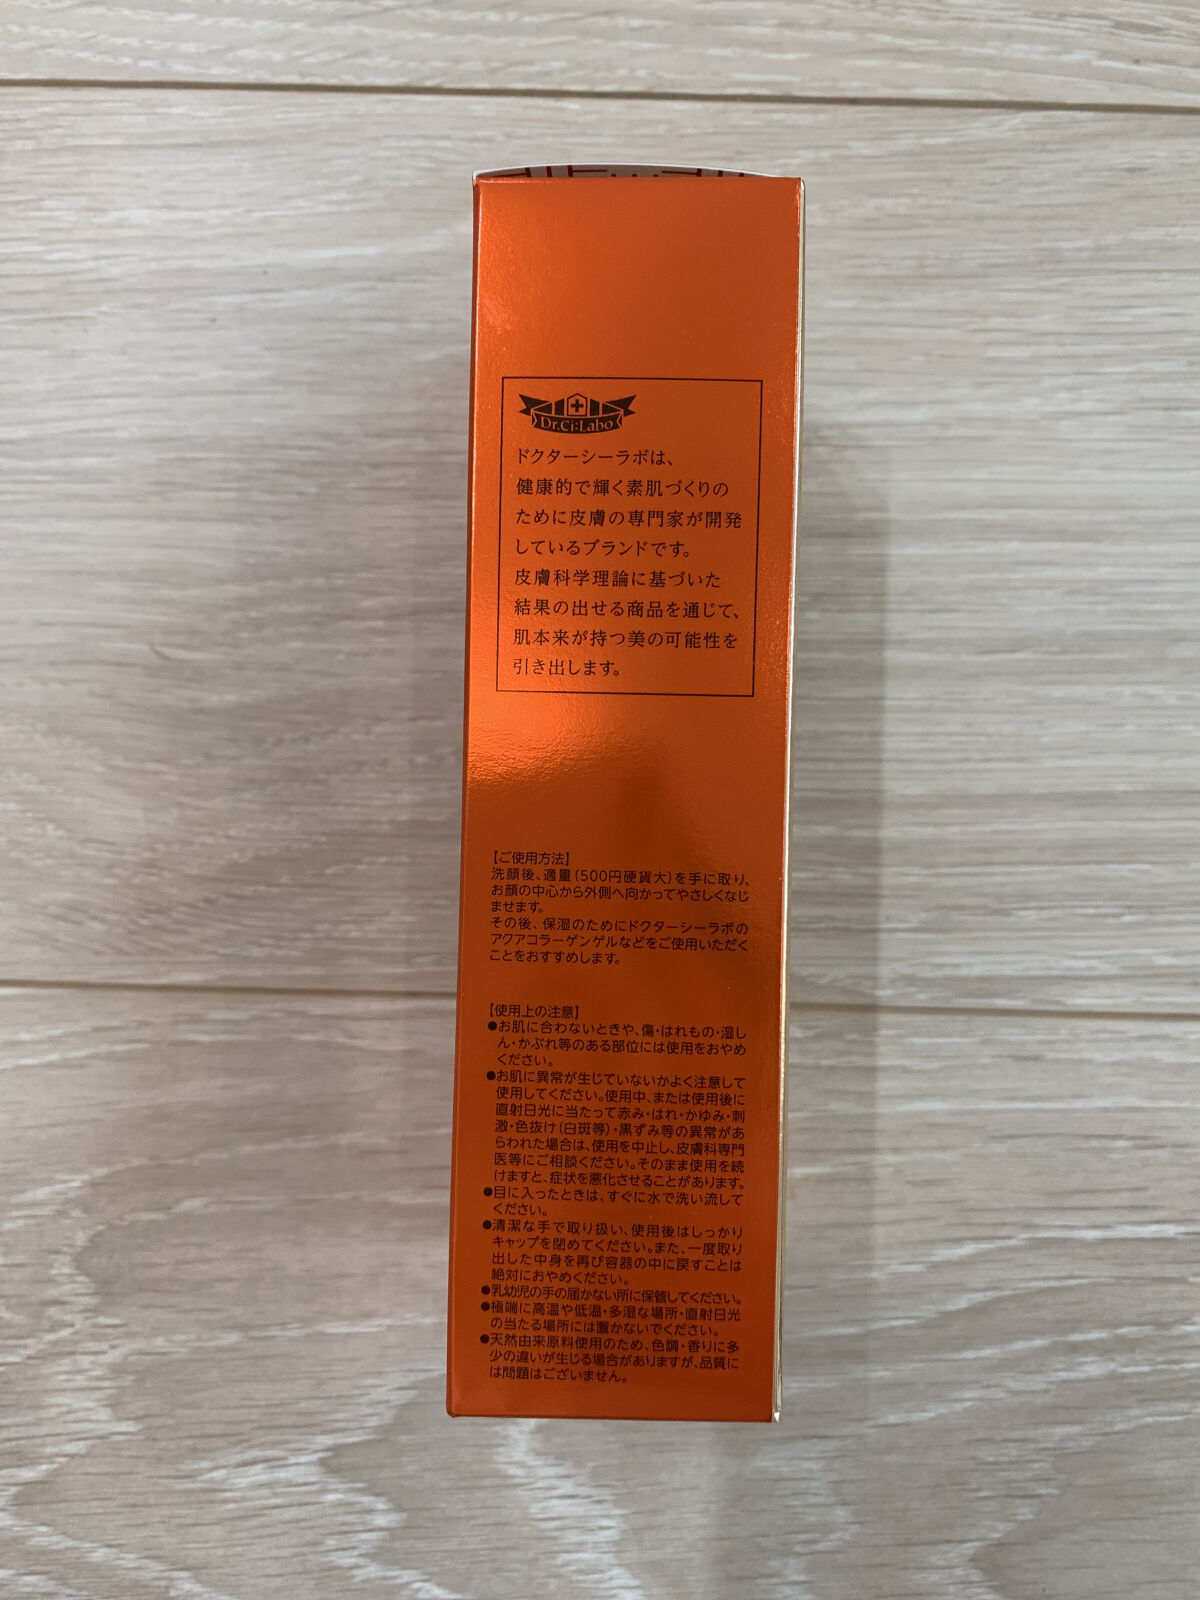 Dr.Ci:Labo
ドクターシーラボは、
健康的で輝く素肌づくりの
ために皮膚の専門家が開発
しているブランドです。
皮膚科学理論に基づいた
結果の出せる商品を通じて、
肌本来が持つ美の可能性を
引き出します。
【ご使用方法】
洗顔後、適量(500円硬貨大)を手に取り、
お顔の中心から外側へ向かってやさしくなじ
ませます。
その後、保湿のためにドクターシーラボの
アクアコラーゲンゲルなどをご使用いただく
ことをおすすめします。
【使用上の注意】
●お肌に合わないときや、傷・はれもの・湿し
ん・かぶれ等のある部位には使用をおやめ
ください。
●お肌に異常が生じていないかよく注意して
使用してください。使用中、または使用後に
直射日光に当たって赤み・はれ・かゆみ・刺
激・色抜け(白斑等)・黒ずみ等の異常があ
らわれた場合は、使用を中止し、皮膚科専門
医等にご相談ください。そのまま使用を続
けますと、症状を悪化させることがあります。
●目に入ったときは、すぐに水で洗い流して
ください。
●清潔な手で取り扱い、使用後はしっかり
キャップを閉めてください。また、一度取り
出した中身を再び容器の中に戻すことは
絶対におやめください。
●乳幼児の手の届かない所に保管してください。
●極端に高温や低温・多湿な場所・直射日光
の当たる場所には置かないでください。
●天然由来原料使用のため、色調・香りに多
少の違いが生じる場合がありますが、品質に
は問題はございません。